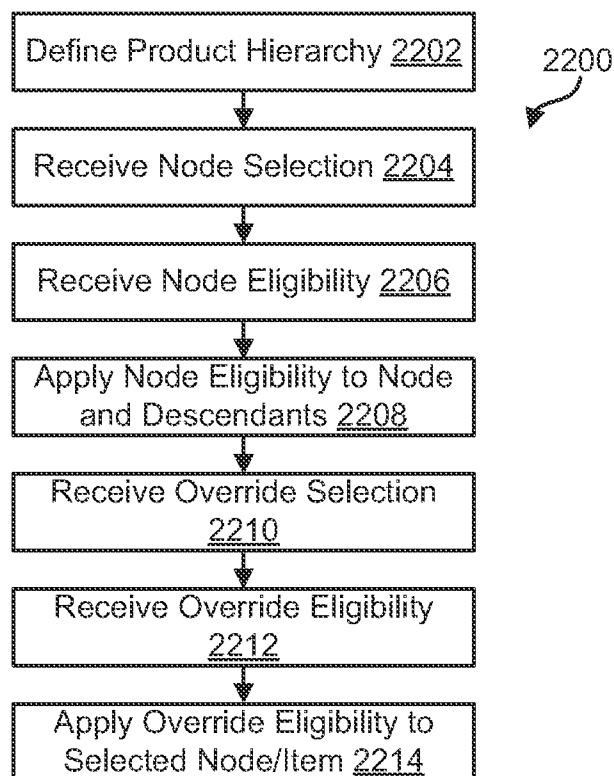 Define Product Hierarchy 2202
2200
Receive Node Selection 2204
Receive Node Eligibility 2206
Apply Node Eligibility to Node
and Descendants 2208
Receive Override Selection
2210
Receive Override Eligibility
2212
Apply Override Eligibility to
Selected Node/Item 2214